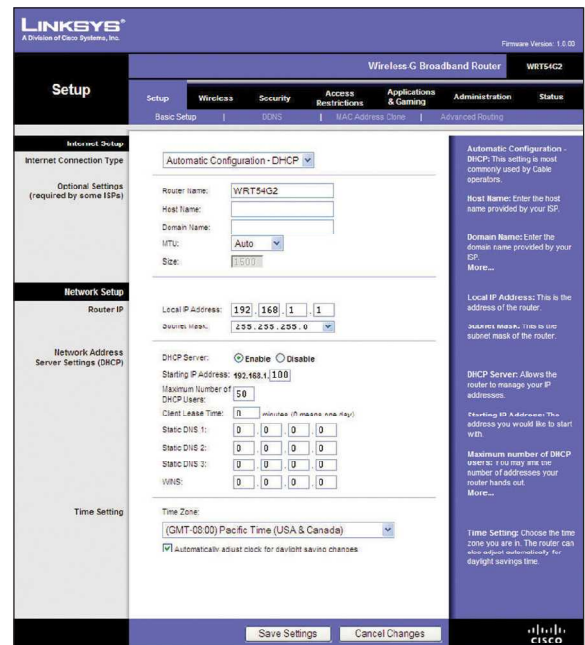 LINKSYS®
A Division of Cisco Systems, Inc.
Firmware Version: 1.0.00
Wireless-G Broadband Router
WRT54G2
Setup
Setup
Wireless
Security
Access Restrictions
Applications & Gaming
Administration
Status
Basic Setup | DDNS | MAC Address Clone | Advanced Routing
Internet Setup
Internet Connection Type
Automatic Configuration - DHCP
Optional Settings
(required by some ISPs)
Router Name: WRT54G2
Host Name:
Domain Name:
MTU: Auto
Size: 1500
Network Setup
Router IP
Local IP Address: 192 . 168 . 1 . 1
Subnet Mask: 255.255.255.0
Network Address
Server Settings (DHCP)
DHCP Server: Enable Disable
Starting IP Address: 192.168.1. 100
Maximum Number of
DHCP Users: 50
Client Lease Time: 0 minutes (0 means one day)
Static DNS 1: 0 . 0 . 0 . 0
Static DNS 2: 0 . 0 . 0 . 0
Static DNS 3: 0 . 0 . 0 . 0
WINS: 0 . 0 . 0 . 0
Time Setting
Time Zone:
(GMT-08:00) Pacific Time (USA & Canada)
Automatically adjust clock for daylight saving changes
Automatic Configuration -
DHCP: This setting is most
commonly used by Cable
operators.
Host Name: Enter the host
name provided by your ISP.
Domain Name: Enter the
domain name provided by your
ISP.
More...
Local IP Address: This is the
address of the router.
Subnet Mask: This is the
subnet mask of the router.
DHCP Server: Allows the
router to manage your IP
addresses.
Starting IP Address: The
address you would like to start
with.
Maximum number of DHCP
Users: You may limit the
number of addresses your
router hands out.
More...
Time Setting: Choose the time
zone you are in. The router can
also adjust automatically for
daylight savings time.
Save Settings
Cancel Changes
CISCO